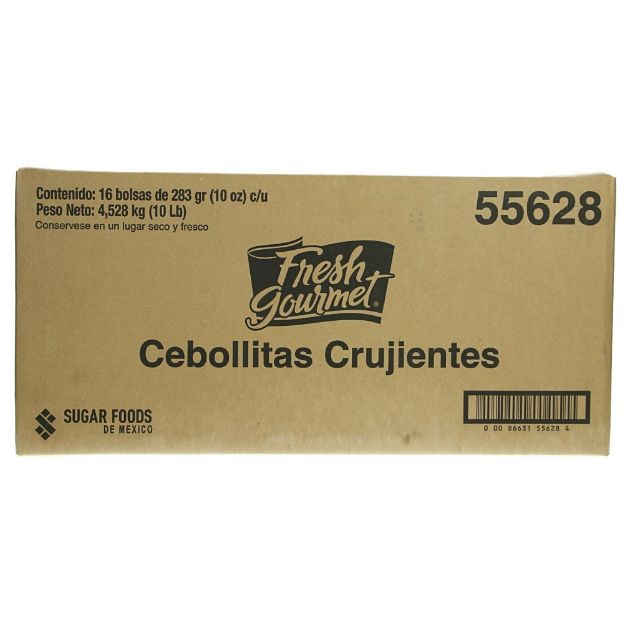 Contenido: 16 bolsas de 283 gr (10 oz) c/u
Peso Neto: 4,528 kg (10 Lb)
Conservese en un lugar seco y fresco
55628
Fresh
Gourmet®
Cebollitas Crujientes
SUGAR FOODS
DE MEXICO
0 00 86631 55628 4